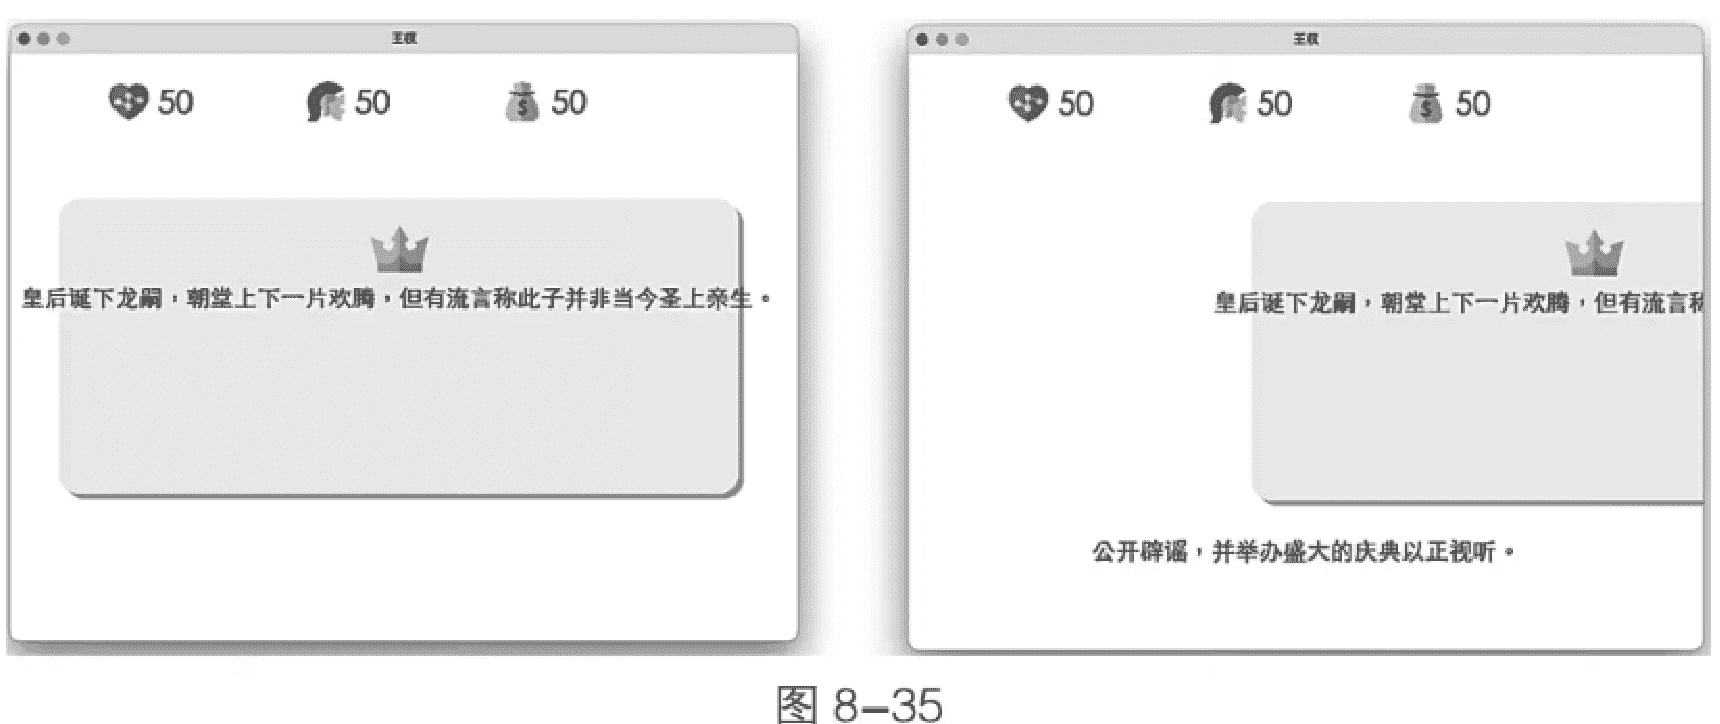 王权
50 50 50
皇后诞下龙嗣，朝堂上下一片欢腾，但有流言称此子并非当今圣上亲生。
王权
50 50 50
皇后诞下龙嗣，朝堂上下一片欢腾，但有流言称
公开辟谣，并举办盛大的庆典以正视听。
图 8-35